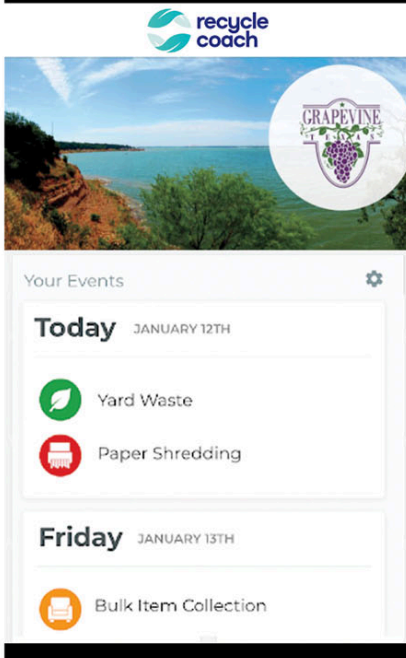 recycle
coach
GRAPEVINE
TEXAS
Your Events
Today JANUARY 12TH
Yard Waste
Paper Shredding
Friday JANUARY 13TH
Bulk Item Collection